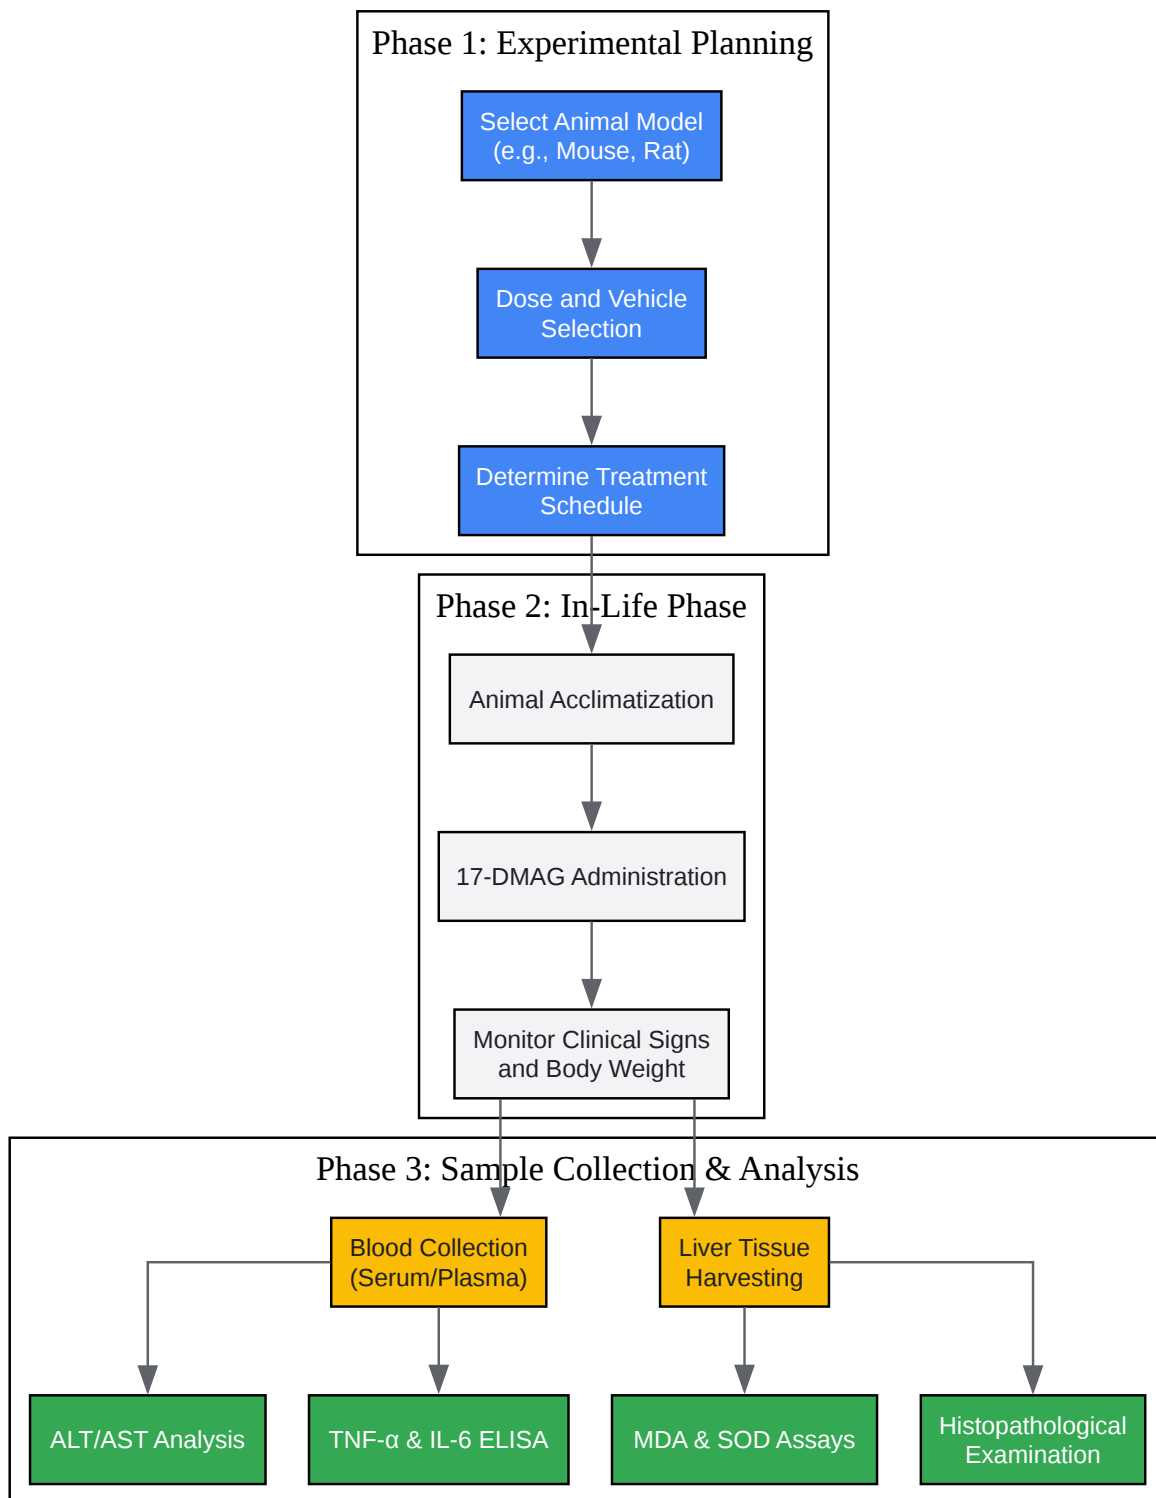 Phase 1: Experimental Planning
Select Animal Model
(e.g., Mouse, Rat)
Dose and Vehicle
Selection
Determine Treatment
Schedule
Phase 2: In-Life Phase
Animal Acclimatization
17-DMAG Administration
Monitor Clinical Signs
and Body Weight
Phase 3: Sample Collection & Analysis
Blood Collection
(Serum/Plasma)
Liver Tissue
Harvesting
ALT/AST Analysis
TNF-α & IL-6 ELISA
MDA & SOD Assays
Histopathological
Examination